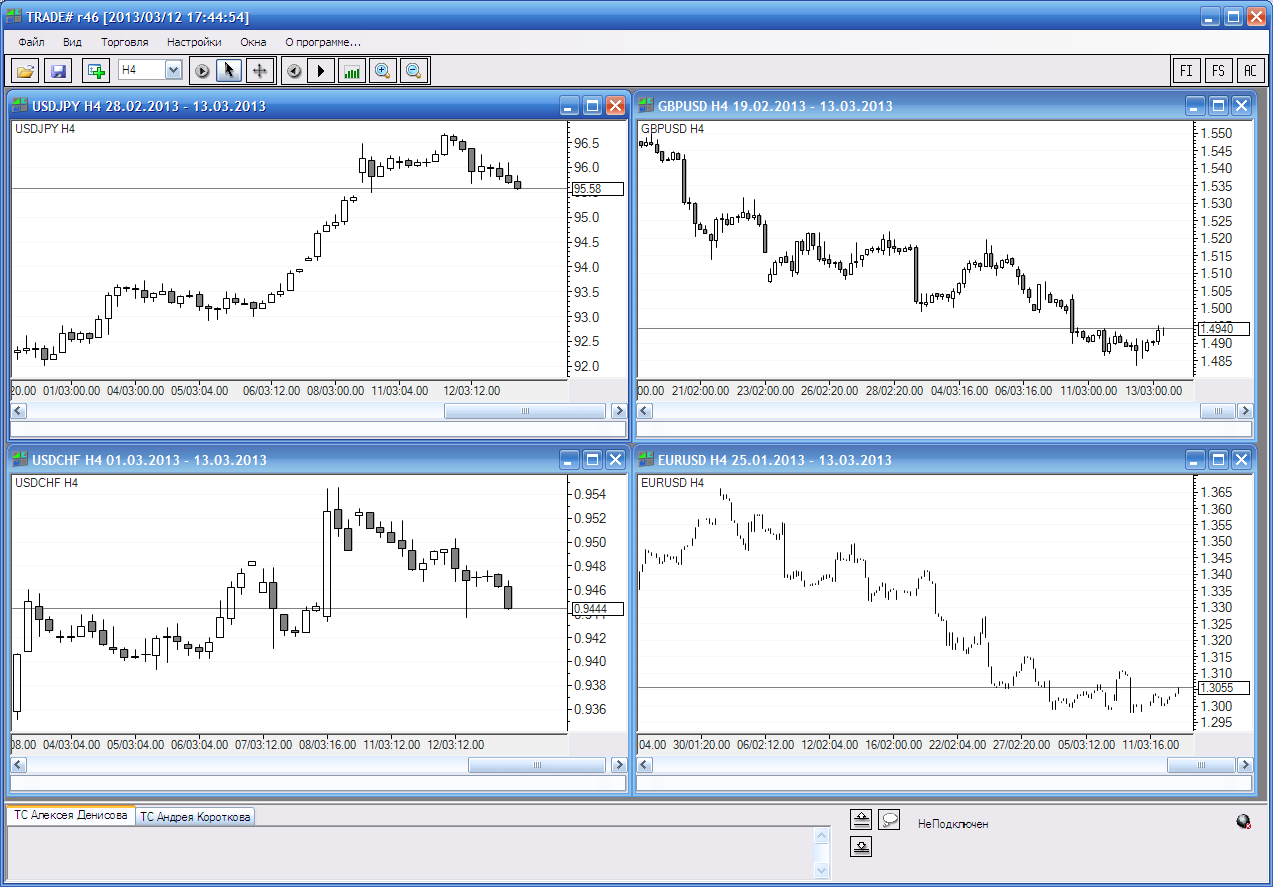 TRADE# r46 [2013/03/12 17:44:54]
Файл Вид Торговля Настройки Окна О программе...
H4 FI FS AC
USDJPY H4 28.02.2013 - 13.03.2013
USDJPY H4
96.5
96.0
95.58
95.0
94.5
94.0
93.5
93.0
92.5
92.0
20.00 01/03:00.00 04/03:00.00 05/03:04.00 06/03:12.00 08/03:00.00 11/03:04.00 12/03:12.00
GBPUSD H4 19.02.2013 - 13.03.2013
GBPUSD H4
1.550
1.545
1.540
1.535
1.530
1.525
1.520
1.515
1.510
1.505
1.500
1.4940
1.490
1.485
00.00 21/02:00.00 23/02:00.00 26/02:20.00 28/02:20.00 04/03:16.00 06/03:16.00 11/03:00.00 13/03:00.00
USDCHF H4 01.03.2013 - 13.03.2013
USDCHF H4
0.954
0.952
0.950
0.948
0.946
0.9444
0.942
0.940
0.938
0.936
08.00 04/03:04.00 05/03:04.00 06/03:04.00 07/03:12.00 08/03:16.00 11/03:12.00 12/03:12.00
EURUSD H4 25.01.2013 - 13.03.2013
EURUSD H4
1.365
1.360
1.355
1.350
1.345
1.340
1.335
1.330
1.325
1.320
1.315
1.310
1.3055
1.300
1.295
04.00 30/01:20.00 06/02:12.00 12/02:04.00 16/02:00.00 22/02:04.00 27/02:20.00 05/03:12.00 11/03:16.00
ТС Алексея Денисова ТС Андрея Короткова
НеПодключен